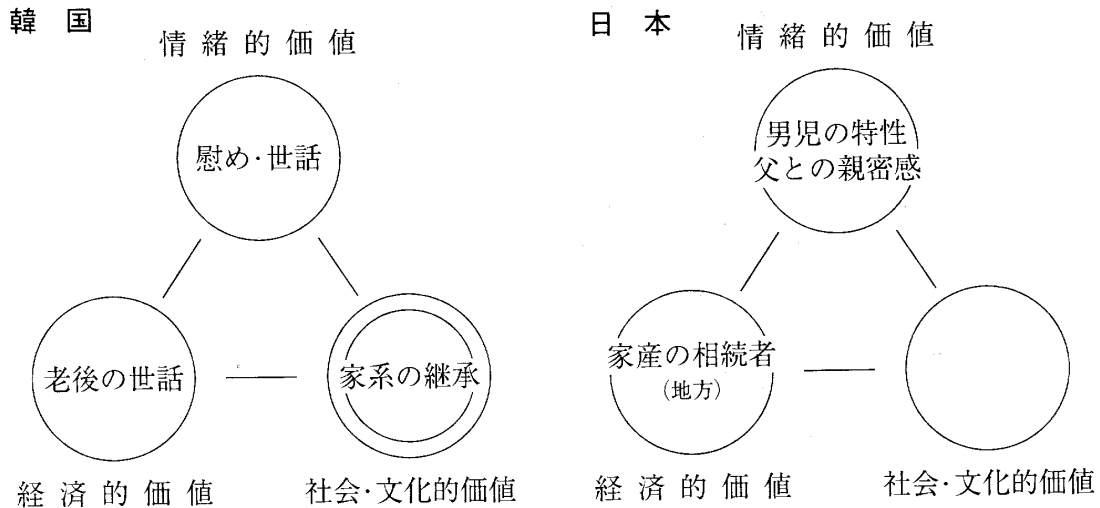 韓国
情緒的価値
慰め・世話
老後の世話
家系の継承
経済的価値
社会・文化的価値
日本
情緒的価値
男児の特性
父との親密感
家産の相続者
(地方)
経済的価値
社会・文化的価値